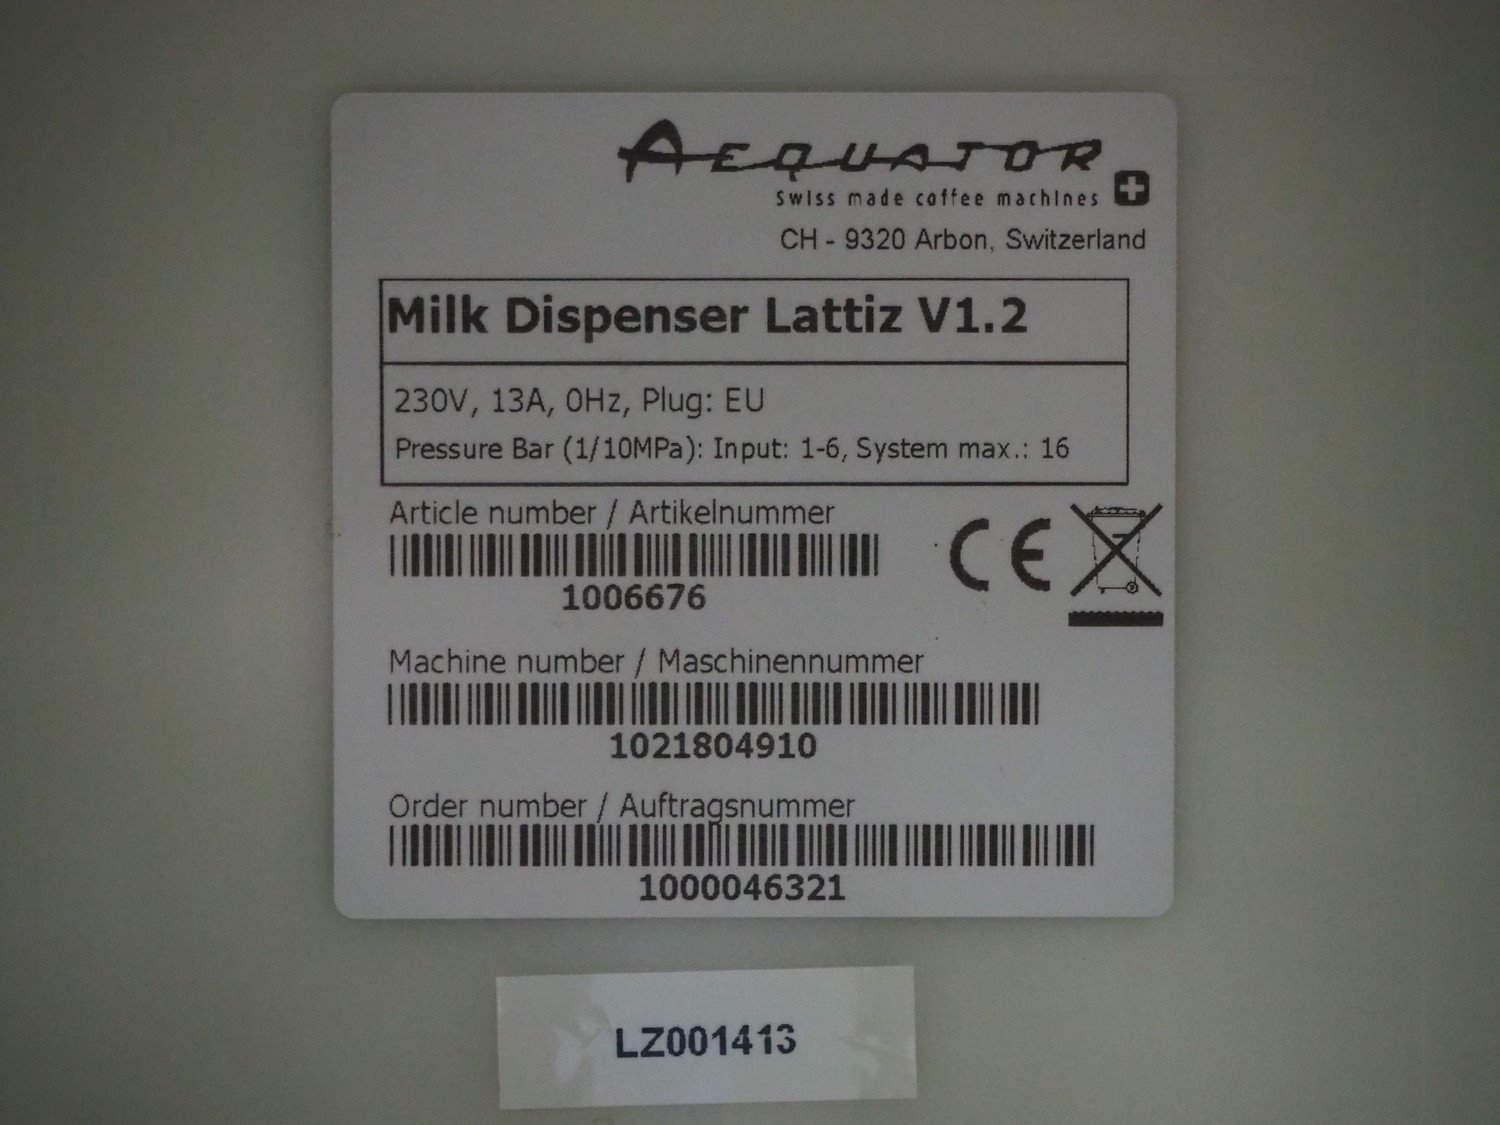 AEQUATOR
Swiss made coffee machines
CH - 9320 Arbon, Switzerland
Milk Dispenser Lattiz V1.2
230V, 13A, 0Hz, Plug: EU
Pressure Bar (1/10MPa): Input: 1-6, System max.: 16
Article number / Artikelnummer
1006676
CE
Machine number / Maschinennummer
1021804910
Order number / Auftragsnummer
1000046321
LZ001413